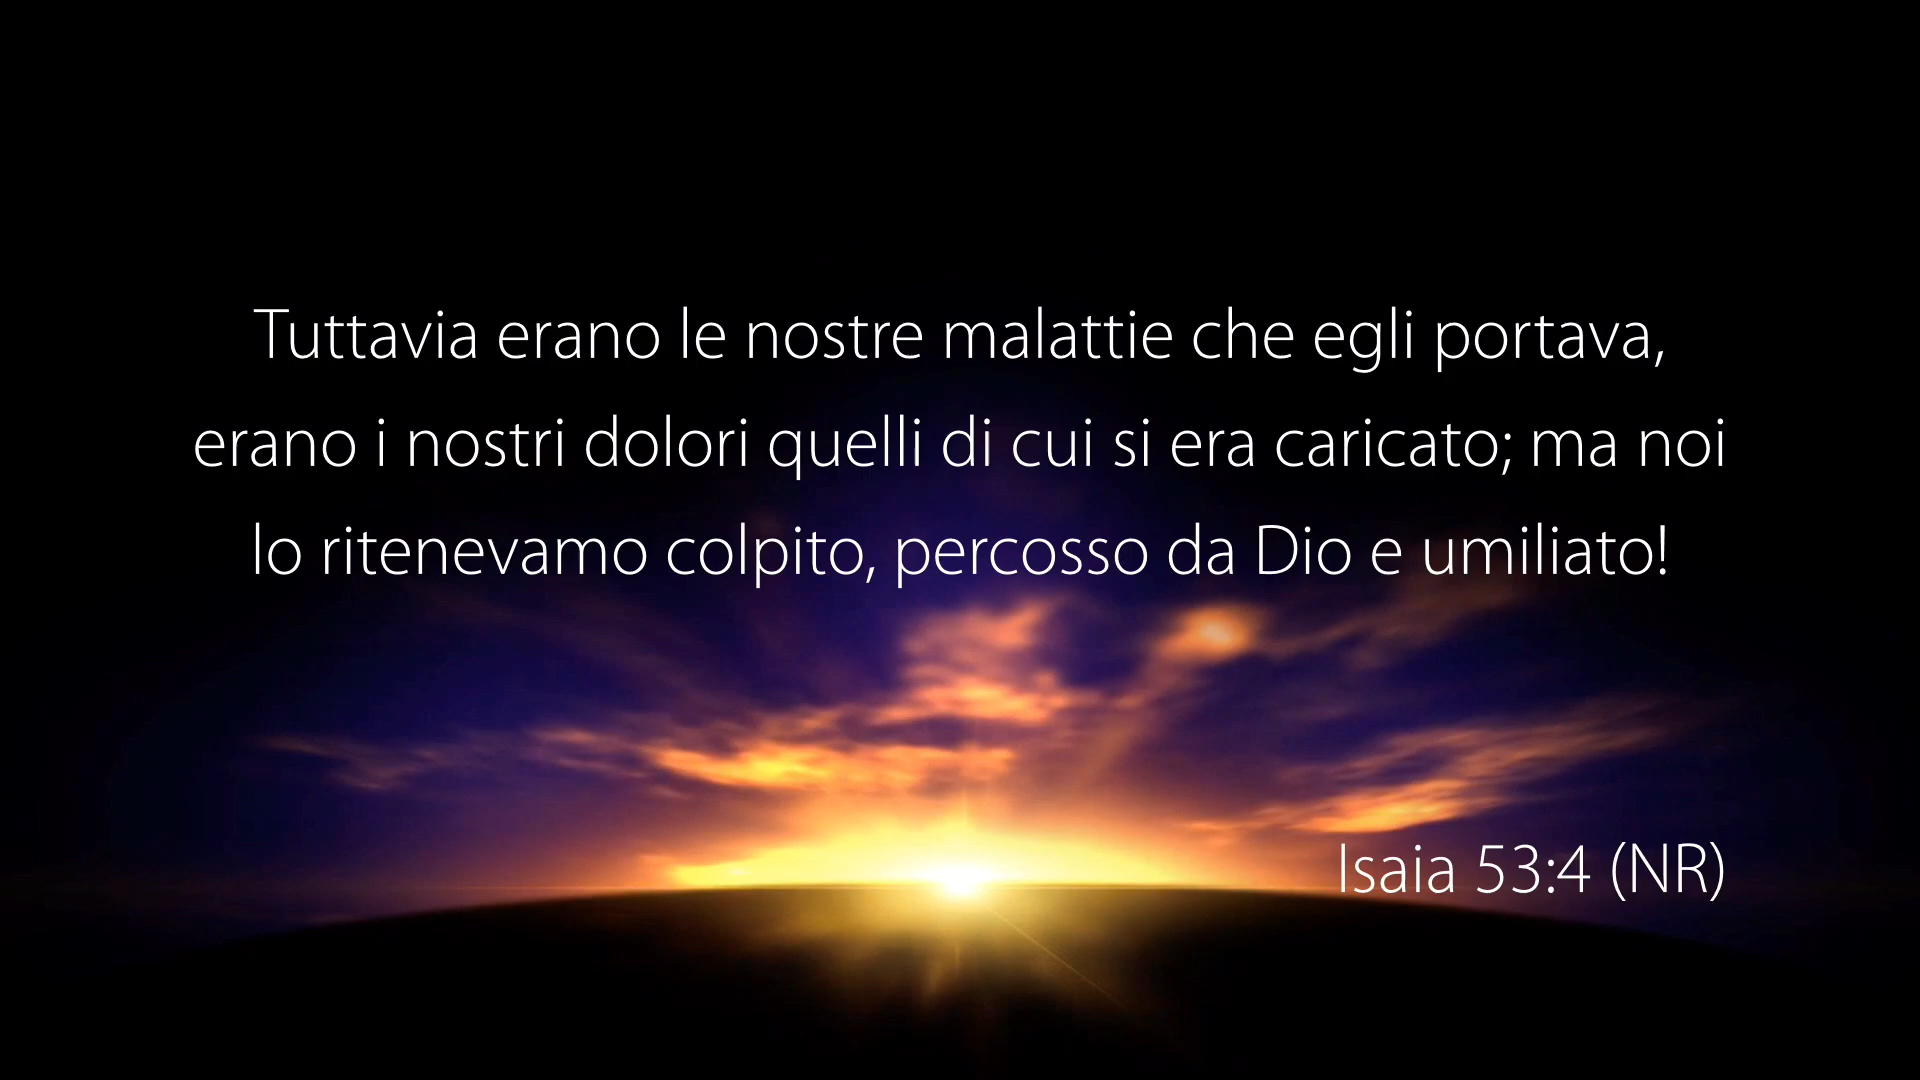 Tuttavia erano le nostre malattie che egli portava,
erano i nostri dolori quelli di cui si era caricato; ma noi
lo ritenevamo colpito, percosso da Dio e umiliato!
Isaia 53:4 (NR)